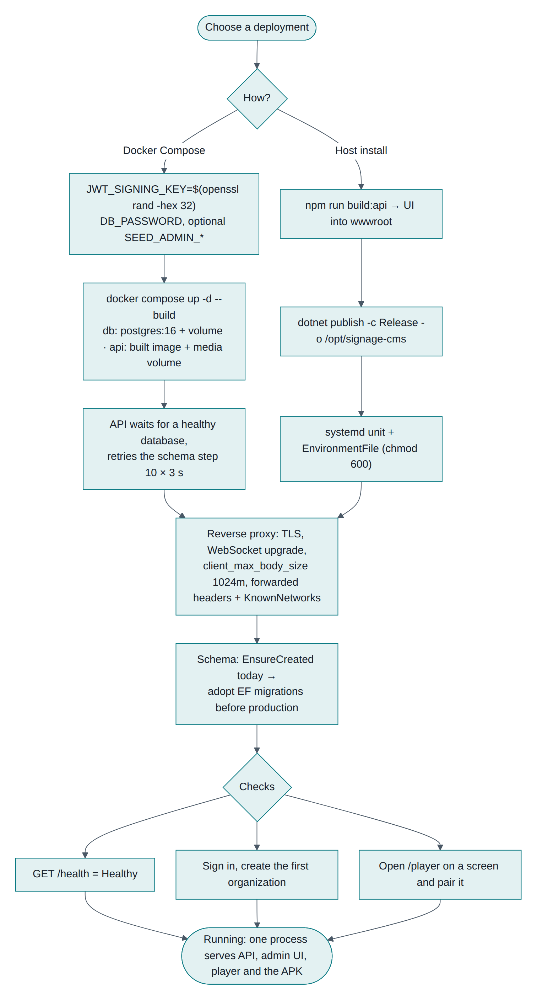 Choose a deployment
How?
Docker Compose
Host install
JWT_SIGNING_KEY=$(openssl
rand -hex 32)
DB_PASSWORD, optional
SEED_ADMIN_*
npm run build:api → UI
into wwwroot
docker compose up -d --
build
db: postgres:16 + volume
· api: built image + media
volume
dotnet publish -c Release -
o /opt/signage-cms
API waits for a healthy
database,
retries the schema step
10 × 3 s
systemd unit +
EnvironmentFile (chmod
600)
Reverse proxy: TLS,
WebSocket upgrade,
client_max_body_size
1024m, forwarded
headers + KnownNetworks
Schema: EnsureCreated
today →
adopt EF migrations
before production
Checks
GET /health = Healthy
Sign in, create the first
organization
Open /player on a screen
and pair it
Running: one process
serves API, admin UI,
player and the APK